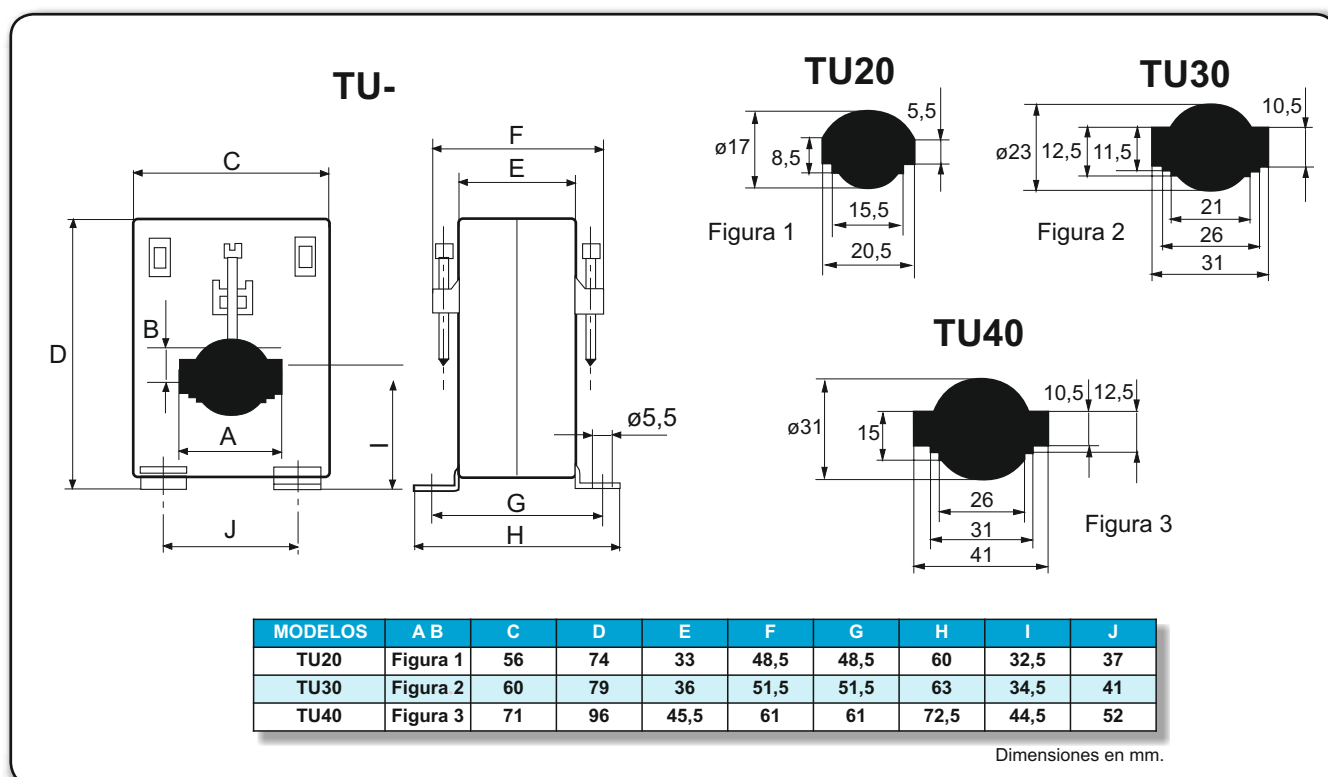 TU-
C
D
B
A
I
J
F
E
ø5,5
G
H
TU20
5,5
ø17
8,5
15,5
20,5
Figura 1
TU30
10,5
ø23
12,5
11,5
21
26
31
Figura 2
TU40
10,5
12,5
ø31
15
26
31
41
Figura 3
MODELOS A B C D E F G H I J
TU20 Figura 1 56 74 33 48,5 48,5 60 32,5 37
TU30 Figura 2 60 79 36 51,5 51,5 63 34,5 41
TU40 Figura 3 71 96 45,5 61 61 72,5 44,5 52
Dimensiones en mm.